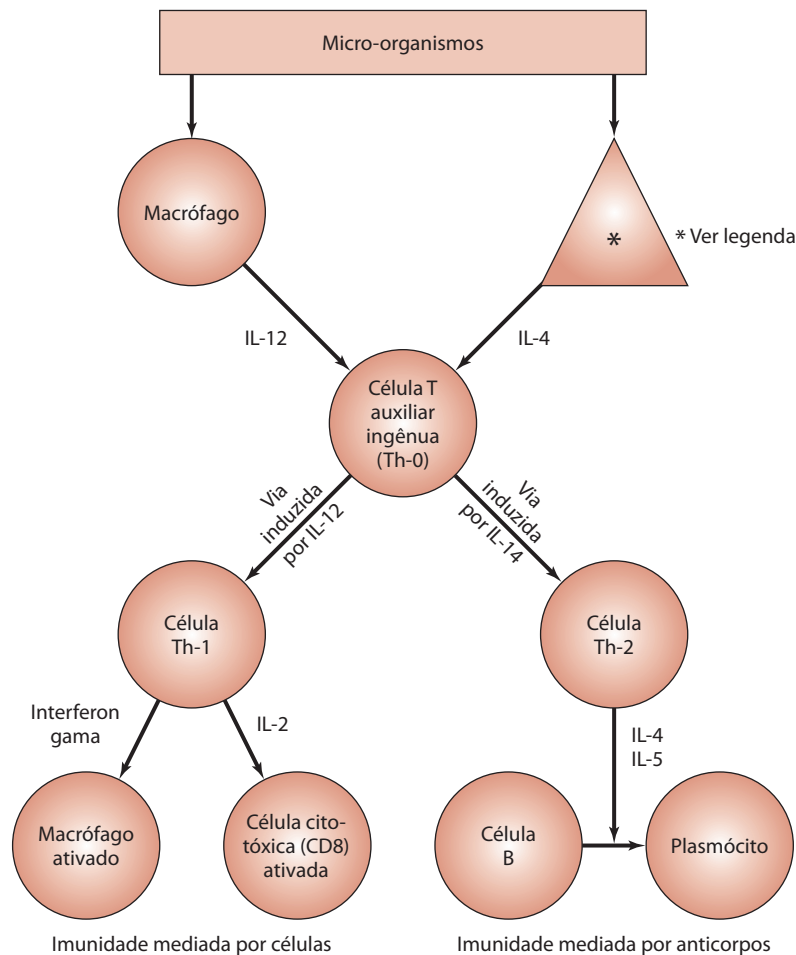 Micro-organismos
Macrófago
*
* Ver legenda
IL-12
IL-4
Célula T
auxiliar
ingênua
(Th-0)
Via
induzida
por IL-12
Via
induzida
por IL-14
Célula
Th-1
Célula
Th-2
Interferon
gama
IL-2
IL-4
IL-5
Macrófago
ativado
Célula cito-
tóxica (CD8)
ativada
Célula
B
Plasmócito
Imunidade mediada por células
Imunidade mediada por anticorpos